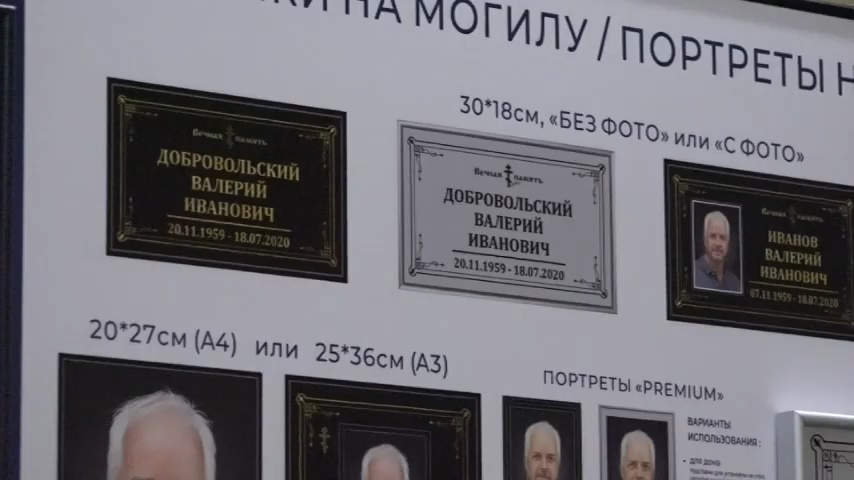 НА МОГИЛУ / ПОРТРЕТЫ
30*18см, «БЕЗ ФОТО» или «С ФОТО»
Вечная память
ДОБРОВОЛЬСКИЙ
ВАЛЕРИЙ
ИВАНОВИЧ
20.11.1959 - 18.07.2020
Вечная память
ДОБРОВОЛЬСКИЙ
ВАЛЕРИЙ
ИВАНОВИЧ
20.11.1959 - 18.07.2020
Вечная память
ИВАНОВ
ВАЛЕРИЙ
ИВАНОВИЧ
07.11.1959 - 18.07.2020
20*27см (А4) или 25*36см (А3)
ПОРТРЕТЫ «PREMIUM»
ВАРИАНТЫ
ИСПОЛЬЗОВАНИЯ:
- для дома